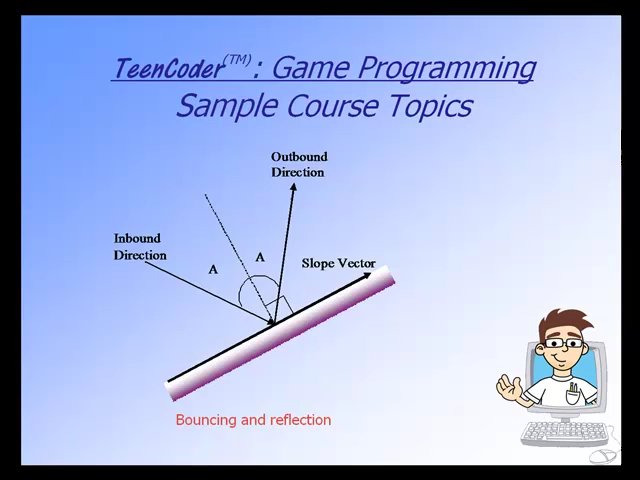 TeenCoder(TM): Game Programming
Sample Course Topics
Outbound
Direction
Inbound
Direction
A
A
Slope Vector
Bouncing and reflection